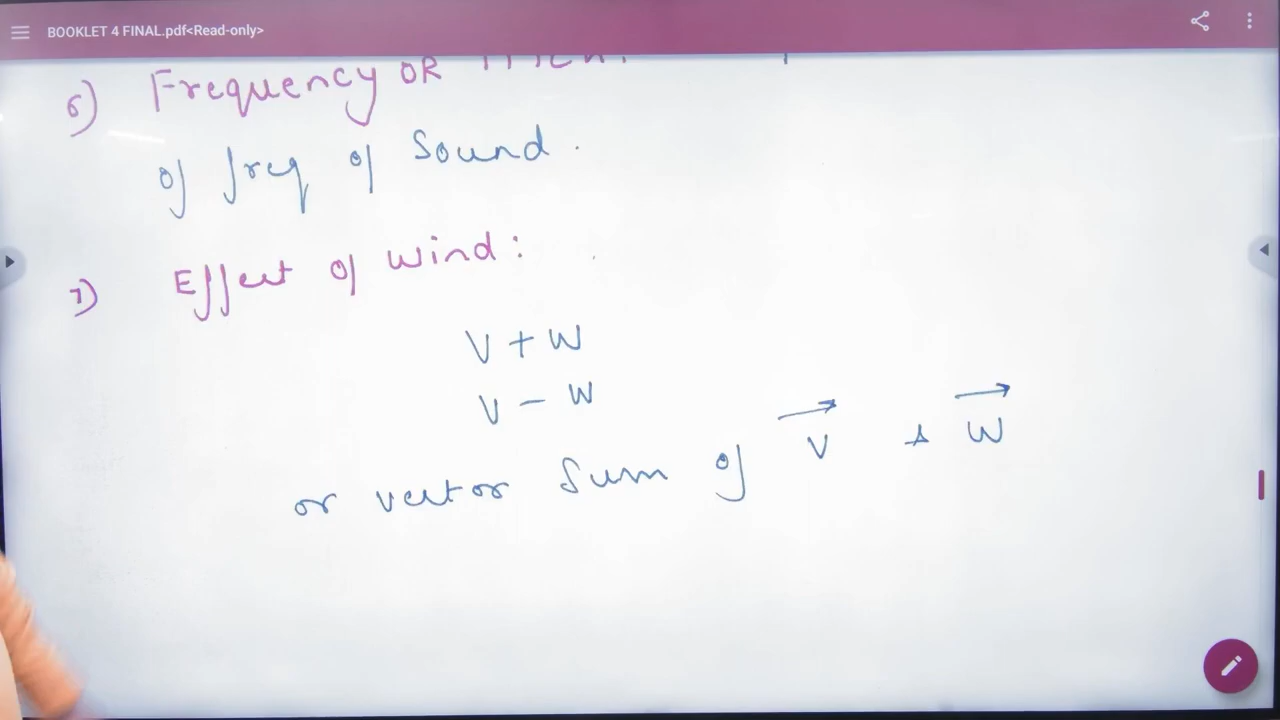 BOOKLET 4 FINAL.pdf<Read-only>
6) Frequency OR
of freq of Sound.
7) Effect of wind:
V + W
V - W
or vector Sum of V & W